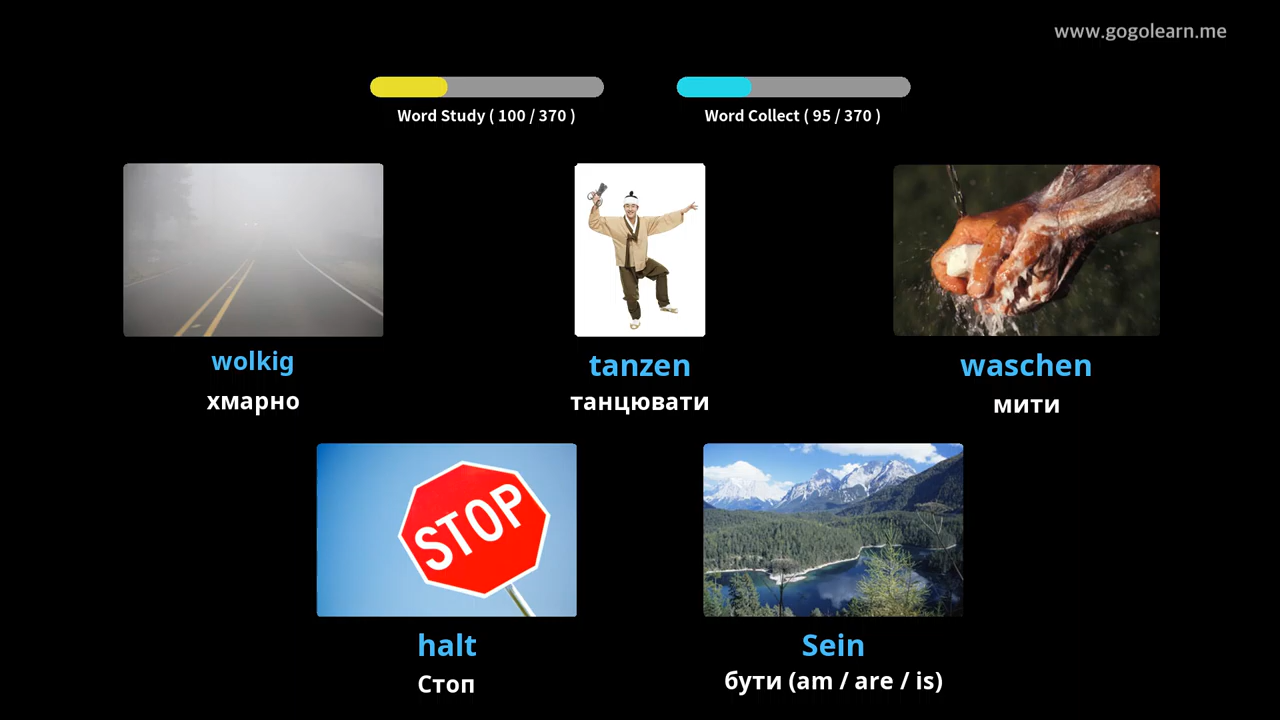 www.gogolearn.me
Word Study ( 100 / 370 )
Word Collect ( 95 / 370 )
wolkig
хмарно
tanzen
танцювати
waschen
мити
STOP
halt
Стоп
Sein
бути (am / are / is)